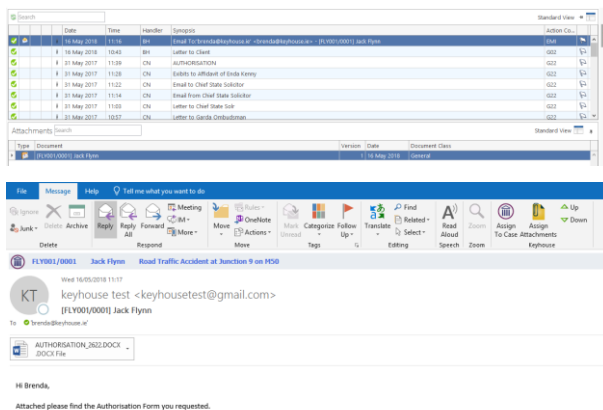 Search Standard View
Date Time Handler Synopsis Action Co...
16 May 2018 11:16 BH Email To: brenda@keyhouse.ie' <brenda@keyhouse.ie> - [FLY001/0001] Jack Flynn EMI
16 May 2018 10:43 BH Letter to Client G22
31 May 2017 11:39 CN AUTHORISATION G22
31 May 2017 11:28 CN Exibits to Affidavit of Enda Kenny G22
31 May 2017 11:22 CN Email to Chief State Solicitor G22
31 May 2017 11:14 CN Email from Chief State Solicitor G22
31 May 2017 11:03 CN Letter to Chief State Solr G22
31 May 2017 10:57 CN Letter to Garda Ombudsman G22
Attachments Search Standard View
Type Document Version Date Document Class
[FLY001/0001] Jack Flynn 1 16 May 2018 General
File Message Help Tell me what you want to do
Ignore Meeting Rules Find Up
Junk Delete Archive Reply Reply All Forward IM More Move OneNote Actions Mark Unread Categorize Follow Up Translate Related Select Read Aloud Zoom Assign To Case Assign Attachments Down
Delete Respond Move Tags Editing Speech Zoom Keyhouse
FLY001/0001 Jack Flynn Road Traffic Accident at Junction 9 on M50
Wed 16/05/2018 11:17
KT keyhouse test <keyhousetest@gmail.com>
[FLY001/0001] Jack Flynn
To 'brenda@keyhouse.ie'
AUTHORISATION_2622.DOCX
.DOCX File
Hi Brenda,
Attached please find the Authorisation Form you requested.